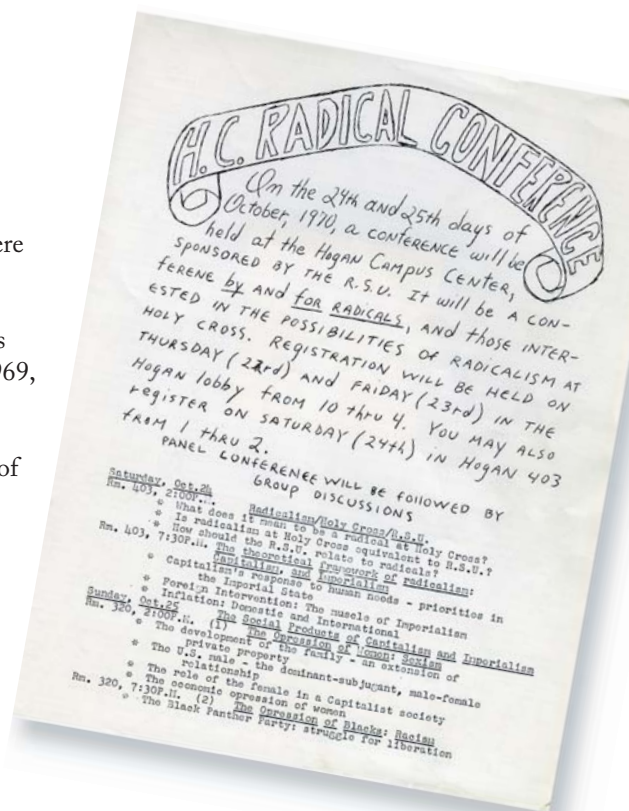 ere
s
969,
of
H.C. RADICAL CONFERENCE
On the 24th and 25th days of
October, 1970, a CONFERENCE will be
held at the Hogan Campus Center,
SPONSORED BY THE R.S.U. It will be a CON-
FERENE by AND for RADICALS, AND THOSE INTER-
ESTED IN THE POSSIBILITIES of RADICALISM AT
HOLY CROSS. REGISTRATION WILL BE HELD ON
THURSDAY (22rd) AND FRIDAY (23rd) IN THE
Hogan lobby FROM 10 thru 4. YOU MAY ALSO
register ON SATURDAY (24th) IN HOGAN 403
FROM 1 THRU 2.
PANEL CONFERENCE WILL BE FOLLOWED BY
GROUP DISCUSSIONS
Saturday, Oct.24
Rm. 403, 2:00P.M. Radicalism/Holy Cross/R.S.U.
* What does it mean to be a radical at Holy Cross?
* Is radicalism at Holy Cross equivalent to R.S.U.?
* How should the R.S.U. relate to radicals?
Rm. 403, 7:30P.M. The theoretical framework of radicalism:
Capitalism, and Imperialism
* Capitalism's response to human needs - priorities in
the Imporial State
* Foreign Intervention: The muscle of Imperialism
* Inflation: Domestic and International
Sunday, Oct.25
Rm. 320, 2:00P.M. The Social Products of Capitalism and Imporialism
(1) The Opression of Women: Sexism
* The development of the family - an extension of
private property
* The U.S. male - the dominant-subjugant, male-female
relationship
* The role of the female in a Capitalist society
* The economic opression of women
Rm. 320, 7:30P.M. (2) The Opression of Blacks: Racism
* The Black Panther Party: struggle for liberation